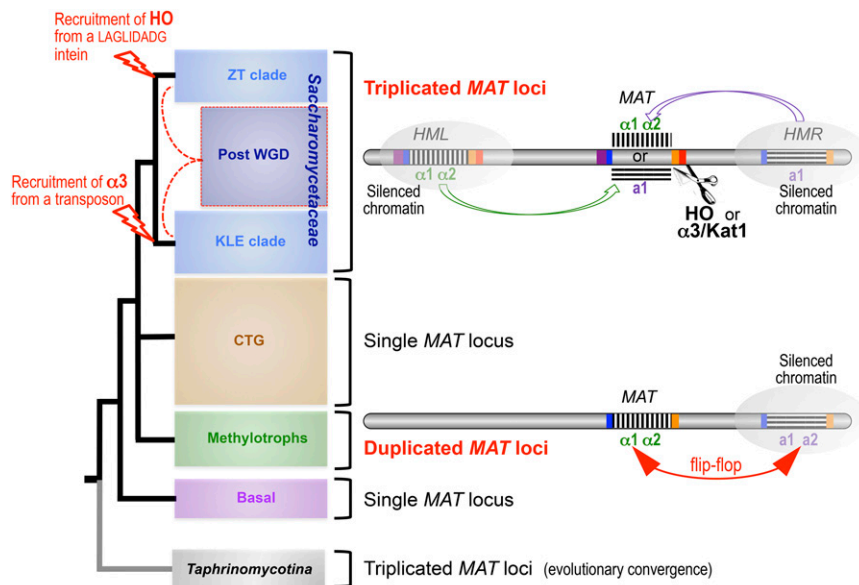 Recruitment of HO
from a LAGLIDADG
intein
ZT clade
Post WGD
Saccharomycetaceae
Recruitment of α3
from a transposon
KLE clade
CTG
Methylotrophs
Basal
Taphrinomycotina
Triplicated MAT loci
HML
α1 α2
Silenced
chromatin
MAT
α1 α2
or
a1
HO or
α3/Kat1
HMR
a1
Silenced
chromatin
Single MAT locus
Duplicated MAT loci
MAT
α1 α2
Silenced
chromatin
a1 a2
flip-flop
Single MAT locus
Triplicated MAT loci (evolutionary convergence)